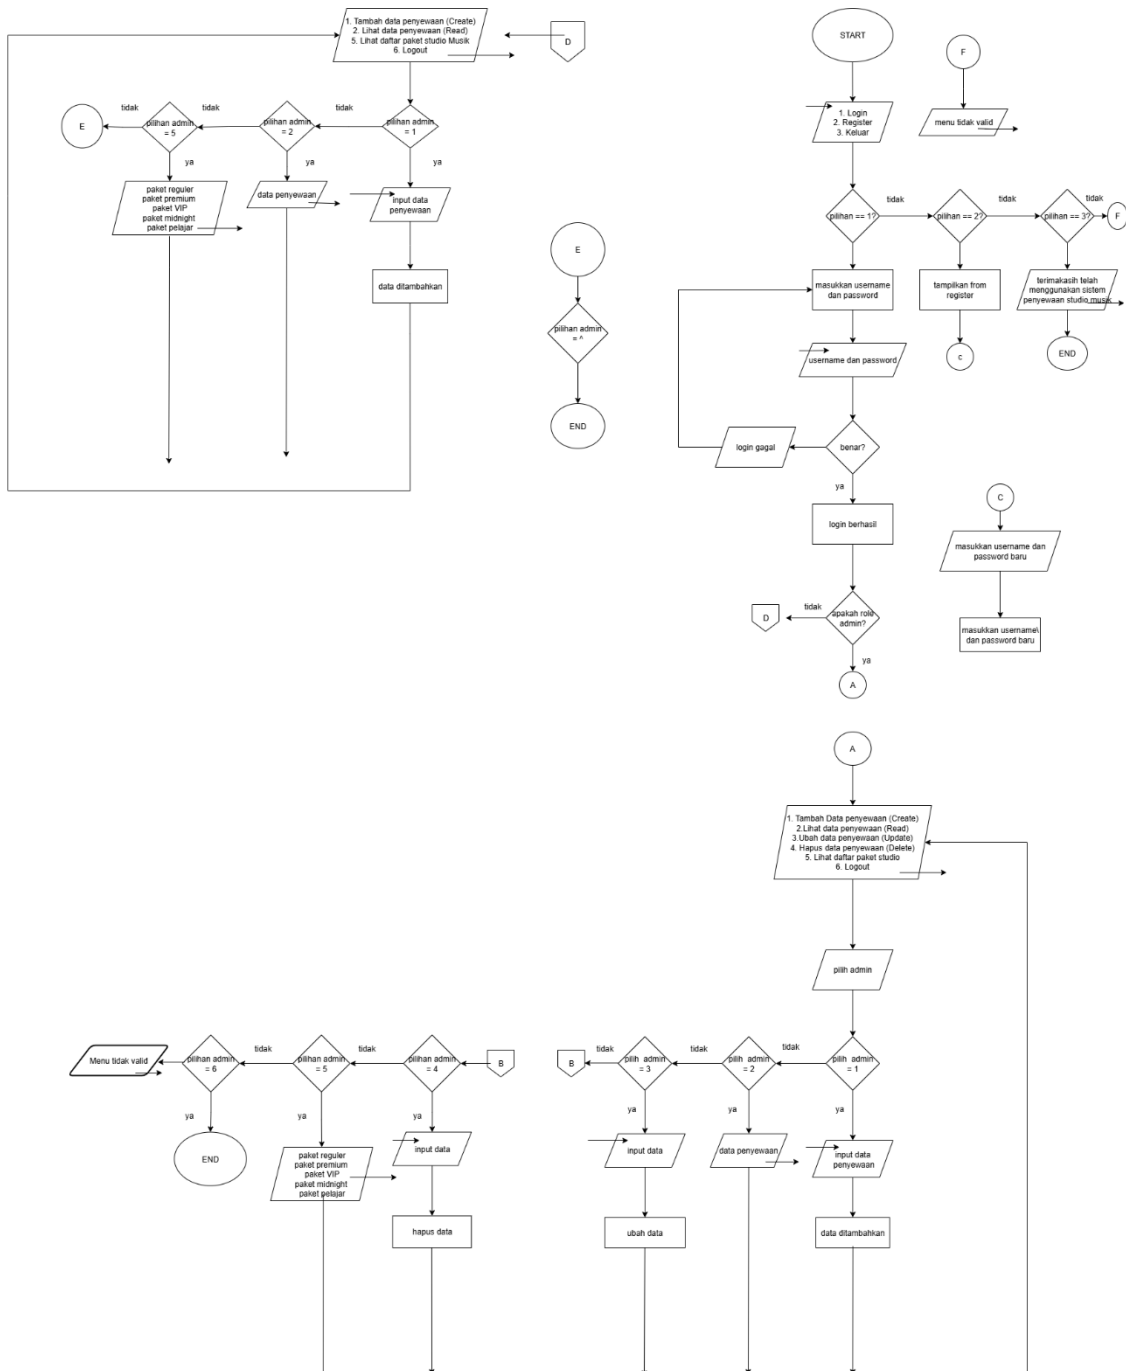 1. Tambah data penyewaan (Create)
2. Lihat data penyewaan (Read)
5. Lihat daftar paket studio Musik
6. Logout
D
tidak
tidak
tidak
E
pilihan admin
= 5
pilihan admin
= 2
pilihan admin
= 1
ya
ya
ya
paket reguler
paket premium
paket VIP
paket midnight
paket pelajar
data penyewaan
input data
penyewaan
data ditambahkan
E
pilihan admin
= ^
END
START
F
1. Login
2. Register
3. Keluar
menu tidak valid
tidak
tidak
tidak
pilihan == 1?
pilihan == 2?
pilihan == 3?
F
masukkan username
dan password
tampilkan from
register
terimakasih telah
menggunakan sistem
penyewaan studio musik
username dan password
c
END
login gagal
benar?
ya
login berhasil
C
masukkan username dan
password baru
masukkan username\
dan password baru
D
tidak
apakah role
admin?
ya
A
A
1. Tambah Data penyewaan (Create)
2.Lihat data penyewaan (Read)
3.Ubah data penyewaan (Update)
4. Hapus data penyewaan (Delete)
5. Lihat daftar paket studio
6. Logout
pilih admin
Menu tidak valid
pilihan admin
= 6
tidak
pilihan admin
= 5
tidak
pilihan admin
= 4
B
B
tidak
pilih admin
= 3
tidak
pilih admin
= 2
tidak
pilih admin
= 1
ya
ya
ya
ya
ya
ya
END
paket reguler
paket premium
paket VIP
paket midnight
paket pelajar
input data
input data
data penyewaan
input data
penyewaan
hapus data
ubah data
data ditambahkan